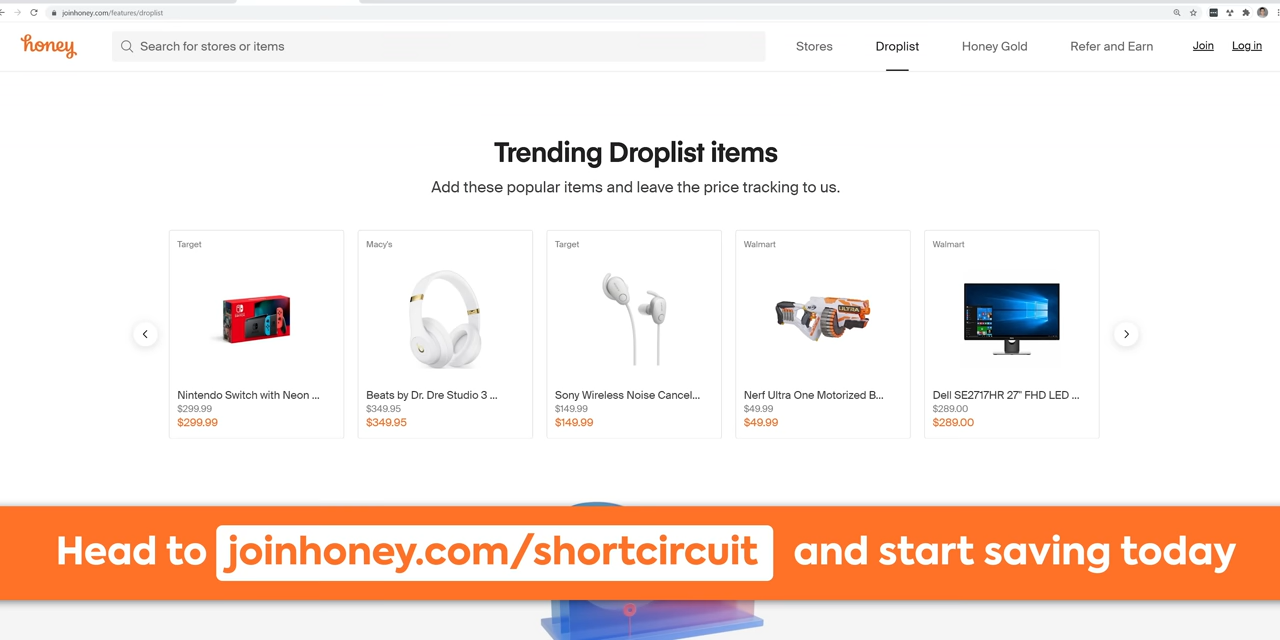 joinhoney.com/features/droplist
honey
Search for stores or items
Stores
Droplist
Honey Gold
Refer and Earn
Join
Log in
Trending Droplist items
Add these popular items and leave the price tracking to us.
Target
Nintendo Switch with Neon ...
$299.99
$299.99
Macy's
Beats by Dr. Dre Studio 3 ...
$349.95
$349.95
Target
Sony Wireless Noise Cancel...
$149.99
$149.99
Walmart
ULTRA
Nerf Ultra One Motorized B...
$49.99
$49.99
Walmart
Dell SE2717HR 27" FHD LED ...
$289.00
$289.00
Head to joinhoney.com/shortcircuit and start saving today